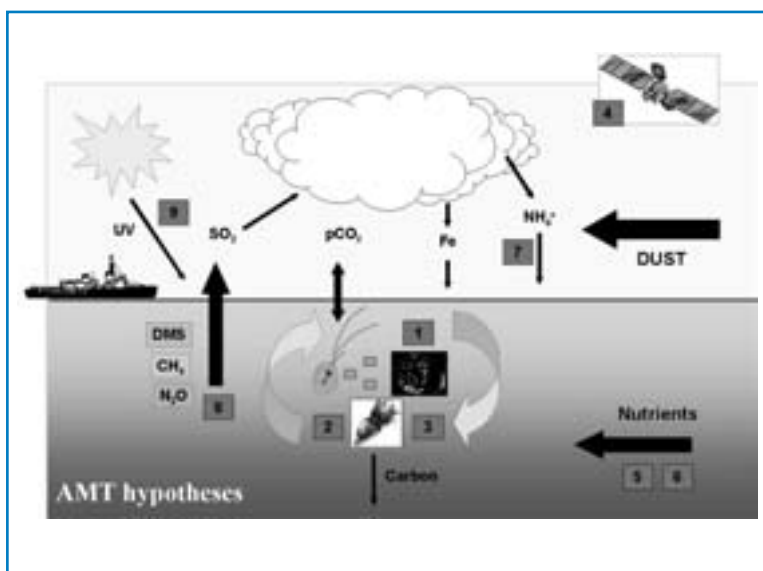 4
9
UV
SO₂
pCO₂
Fe
NH₄⁺
7
DUST
DMS
CH₄
N₂O
1
2
3
Nutrients
5 6
Carbon
AMT hypotheses